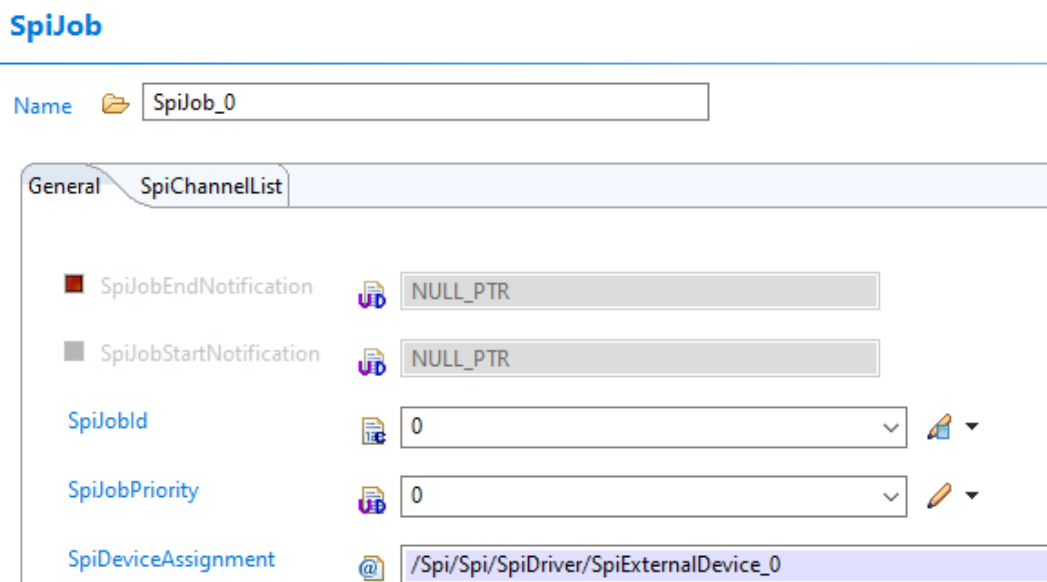 SpiJob
Name SpiJob_0
General SpiChannelList
SpiJobEndNotification NULL_PTR
SpiJobStartNotification NULL_PTR
SpiJobId 0
SpiJobPriority 0
SpiDeviceAssignment /Spi/Spi/SpiDriver/SpiExternalDevice_0